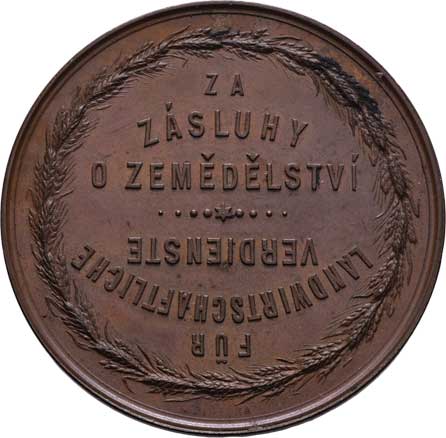 ZA
ZÁSLUHY
O ZEMĚDĚLSTVÍ
FÜR
LANDWIRTSCHAFTLICHE
VERDIENSTE